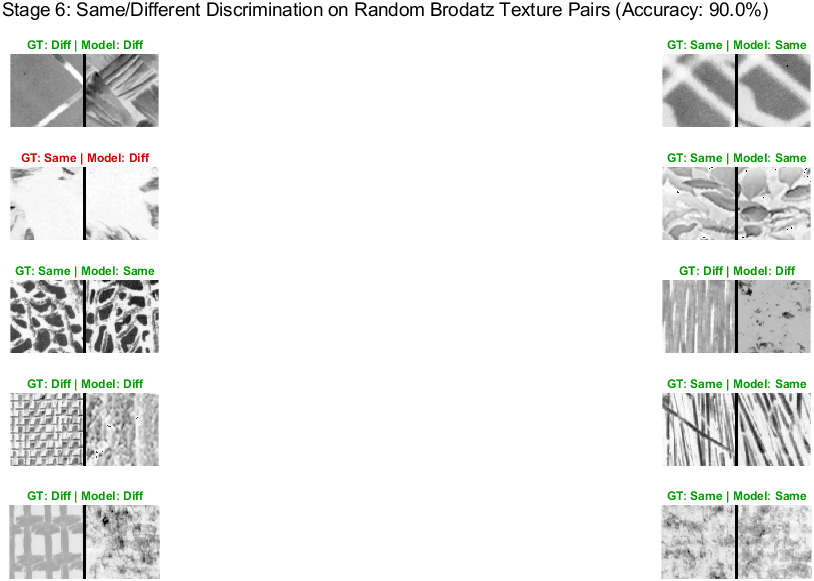 Stage 6: Same/Different Discrimination on Random Brodatz Texture Pairs (Accuracy: 90.0%)
GT: Diff | Model: Diff
GT: Same | Model: Same
GT: Same | Model: Diff
GT: Same | Model: Same
GT: Same | Model: Same
GT: Diff | Model: Diff
GT: Diff | Model: Diff
GT: Same | Model: Same
GT: Diff | Model: Diff
GT: Same | Model: Same